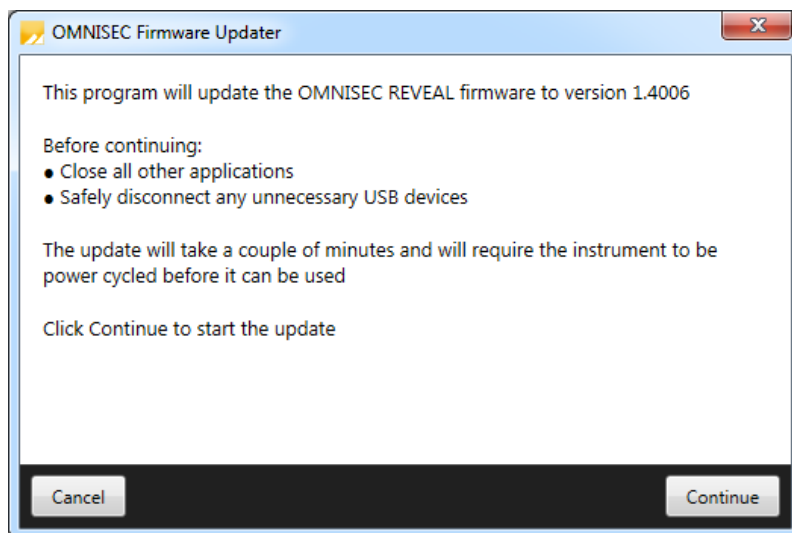 OMNISEC Firmware Updater
This program will update the OMNISEC REVEAL firmware to version 1.4006
Before continuing:
● Close all other applications
● Safely disconnect any unnecessary USB devices
The update will take a couple of minutes and will require the instrument to be
power cycled before it can be used
Click Continue to start the update
Cancel
Continue